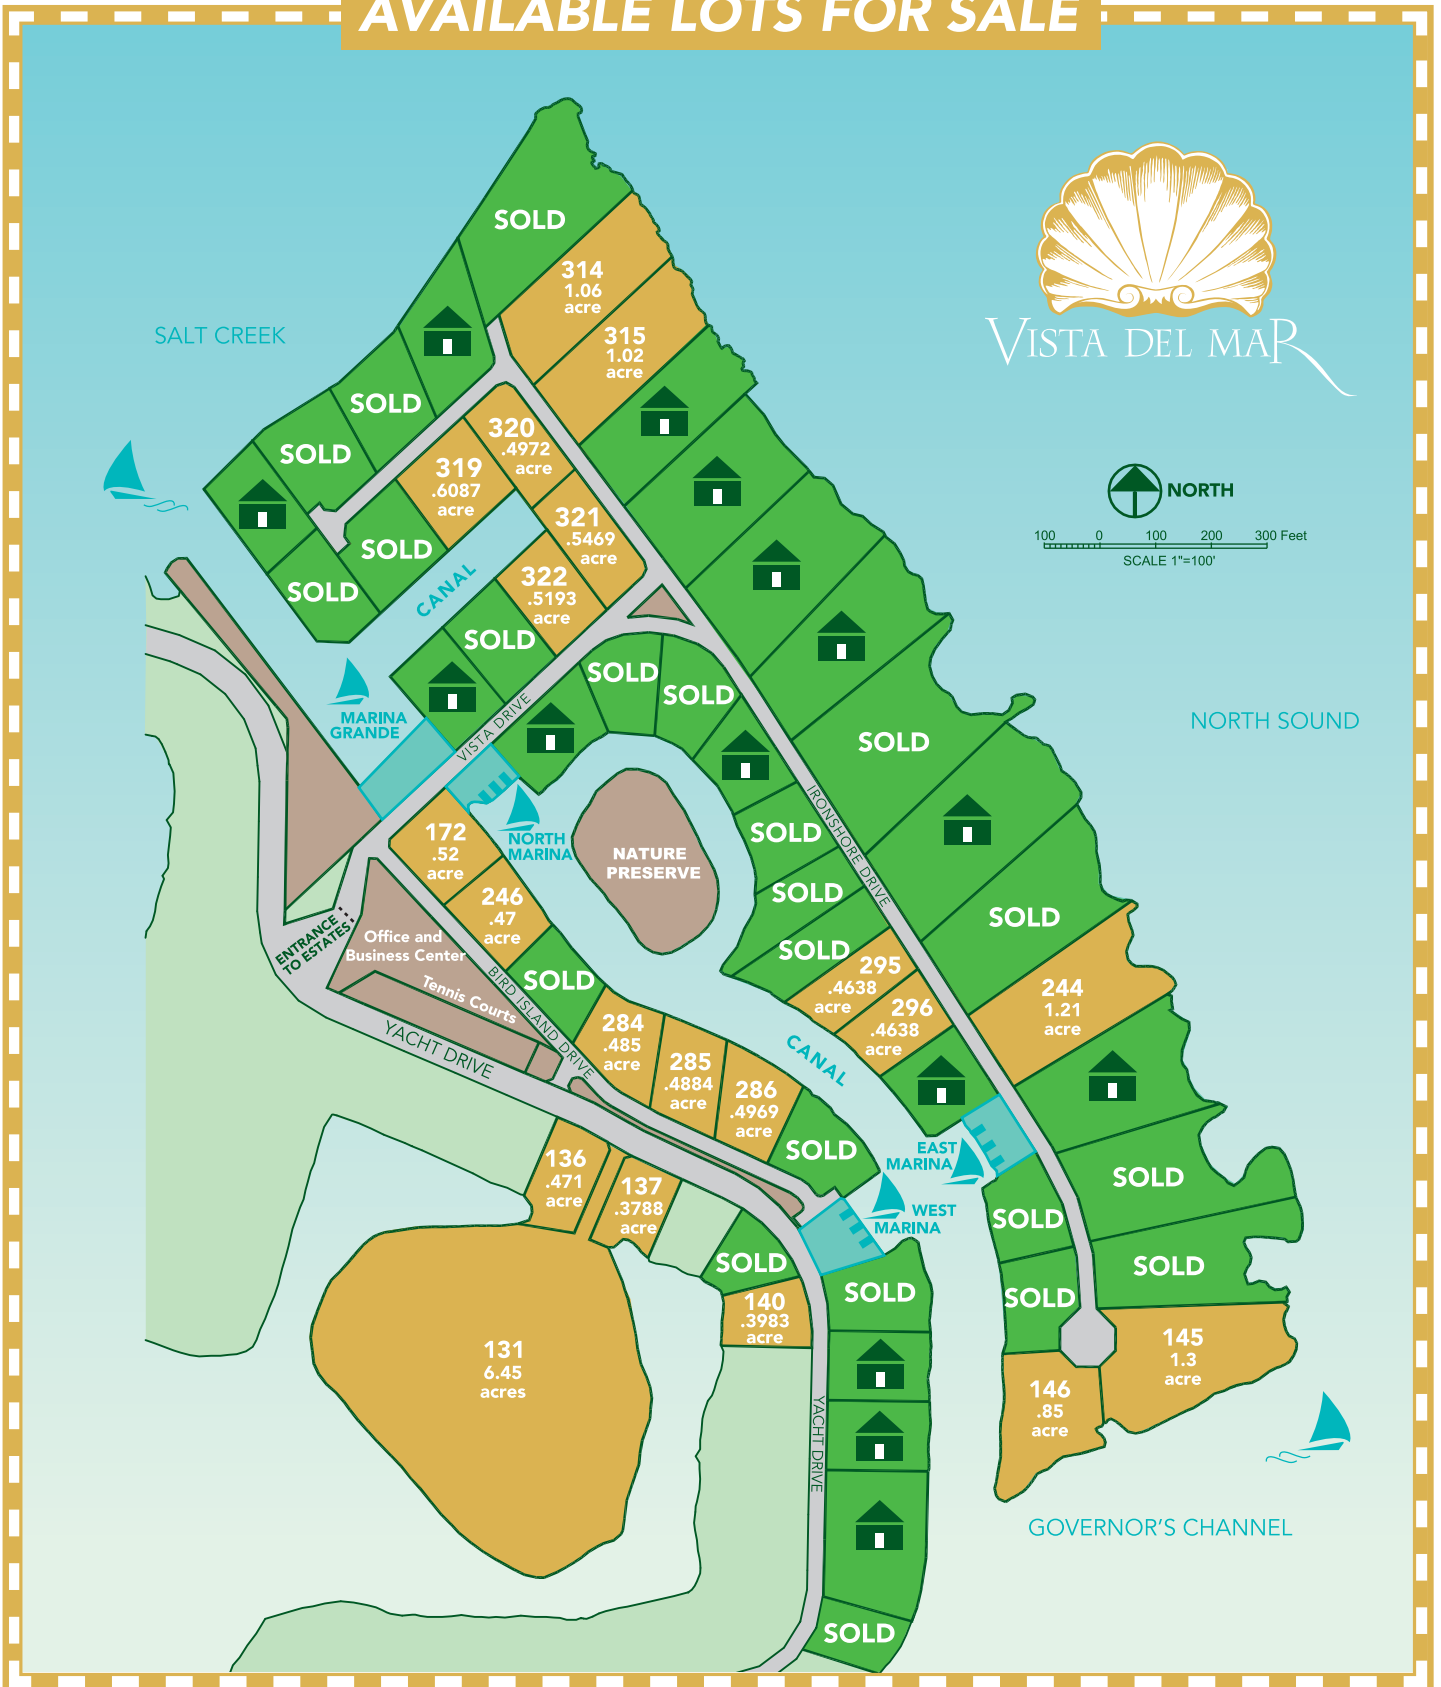 AVAILABLE LOTS FOR SALE
VISTA DEL MAR
SOLD
314
1.06
acre
315
1.02
acre
SALT CREEK
SOLD
SOLD
320
.4972
acre
319
.6087
acre
321
.5469
acre
NORTH
100 0 100 200 300 Feet
SCALE 1"=100'
SOLD
SOLD
CANAL
322
.5193
acre
SOLD
SOLD
SOLD
MARINA
GRANDE
VISTA DRIVE
SOLD
NORTH SOUND
IRONSHORE DRIVE
172
.52
acre
NORTH
MARINA
NATURE
PRESERVE
SOLD
SOLD
SOLD
246
.47
acre
ENTRANCE
TO ESTATES
Office and
Business Center
Tennis Courts
BIRD ISLAND DRIVE
SOLD
SOLD
295
.4638
acre
296
.4638
acre
244
1.21
acre
YACHT DRIVE
284
.485
acre
285
.4884
acre
286
.4969
acre
CANAL
SOLD
EAST
MARINA
WEST
MARINA
136
.471
acre
137
.3788
acre
SOLD
SOLD
SOLD
SOLD
SOLD
SOLD
140
.3983
acre
131
6.45
acres
145
1.3
acre
146
.85
acre
YACHT DRIVE
GOVERNOR'S CHANNEL
SOLD